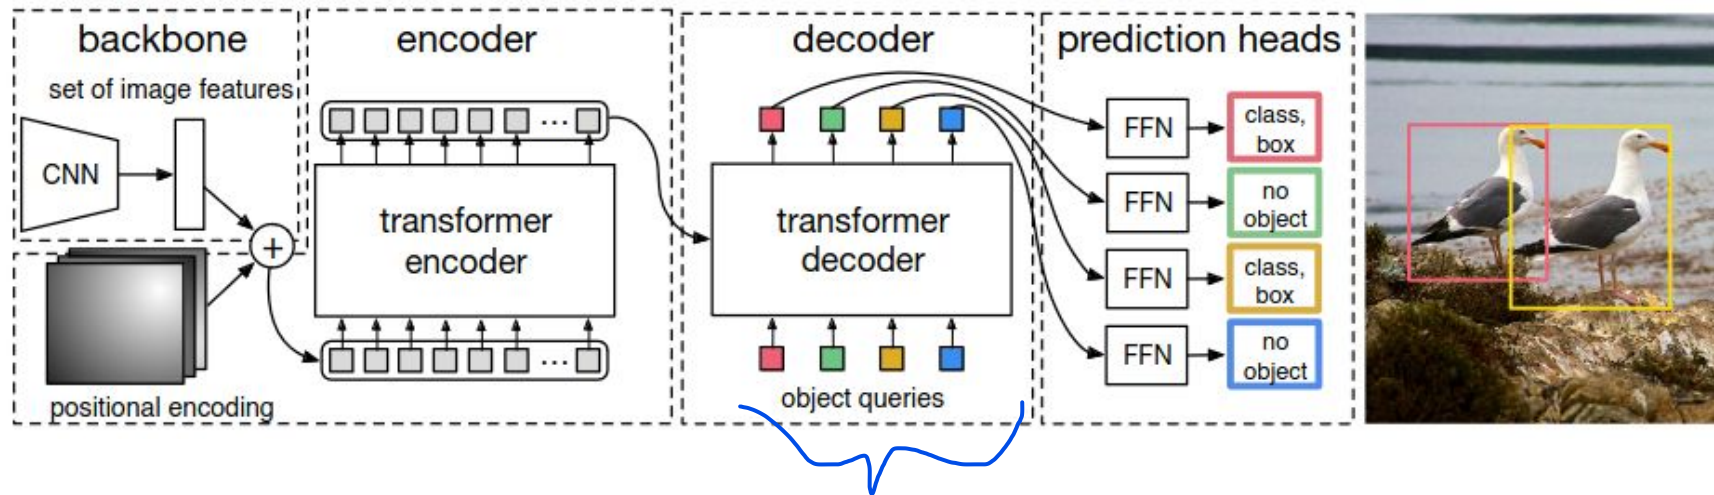 backbone
set of image features
CNN
+
positional encoding
encoder
transformer
encoder
...
...
decoder
transformer
decoder
object queries
prediction heads
FFN
class,
box
FFN
no
object
FFN
class,
box
FFN
no
object